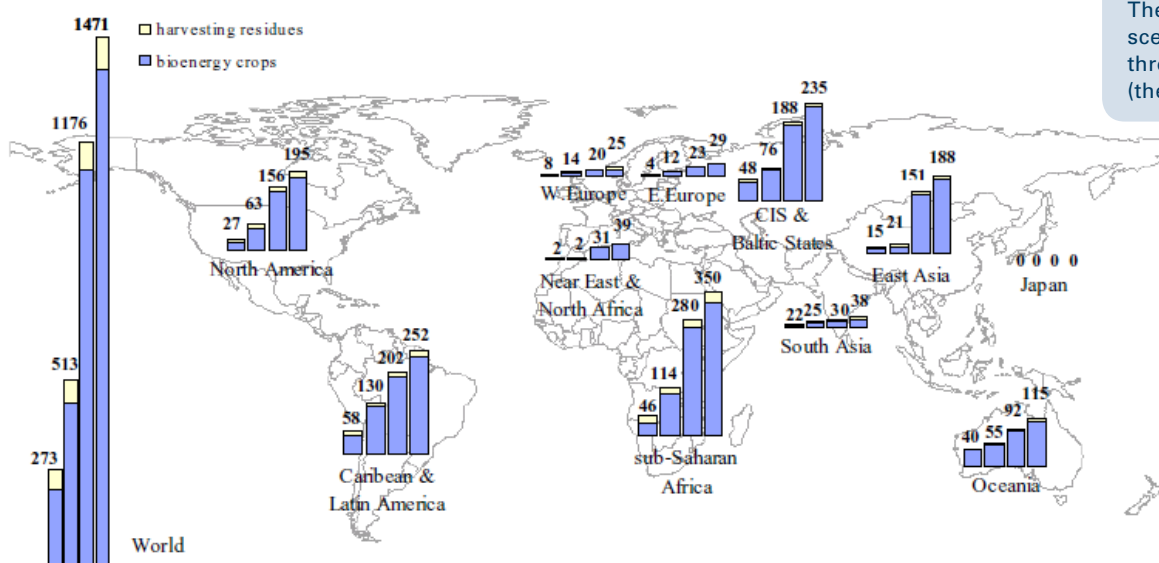 1471
harvesting residues
bioenergy crops
1176
513
273
World
27 63 156 195
North America
58 130 202 252
Caribean &
Latin America
8 14 20 25
W.Europe
4 12 23 29
E.Europe
48 76 188 235
CIS &
Baltic States
2 2 31 39
Near East &
North Africa
46 114 280 350
sub-Saharan
Africa
15 21 151 188
East Asia
0 0 0 0
Japan
22 25 30 38
South Asia
40 55 92 115
Oceania
The
sce
thr
(the